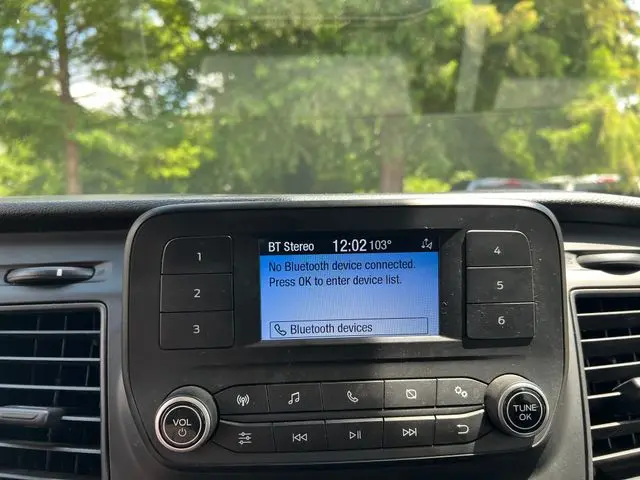 BT Stereo 12:02 103°
No Bluetooth device connected.
Press OK to enter device list.
Bluetooth devices
1
2
3
4
5
6
VOL
TUNE
OK